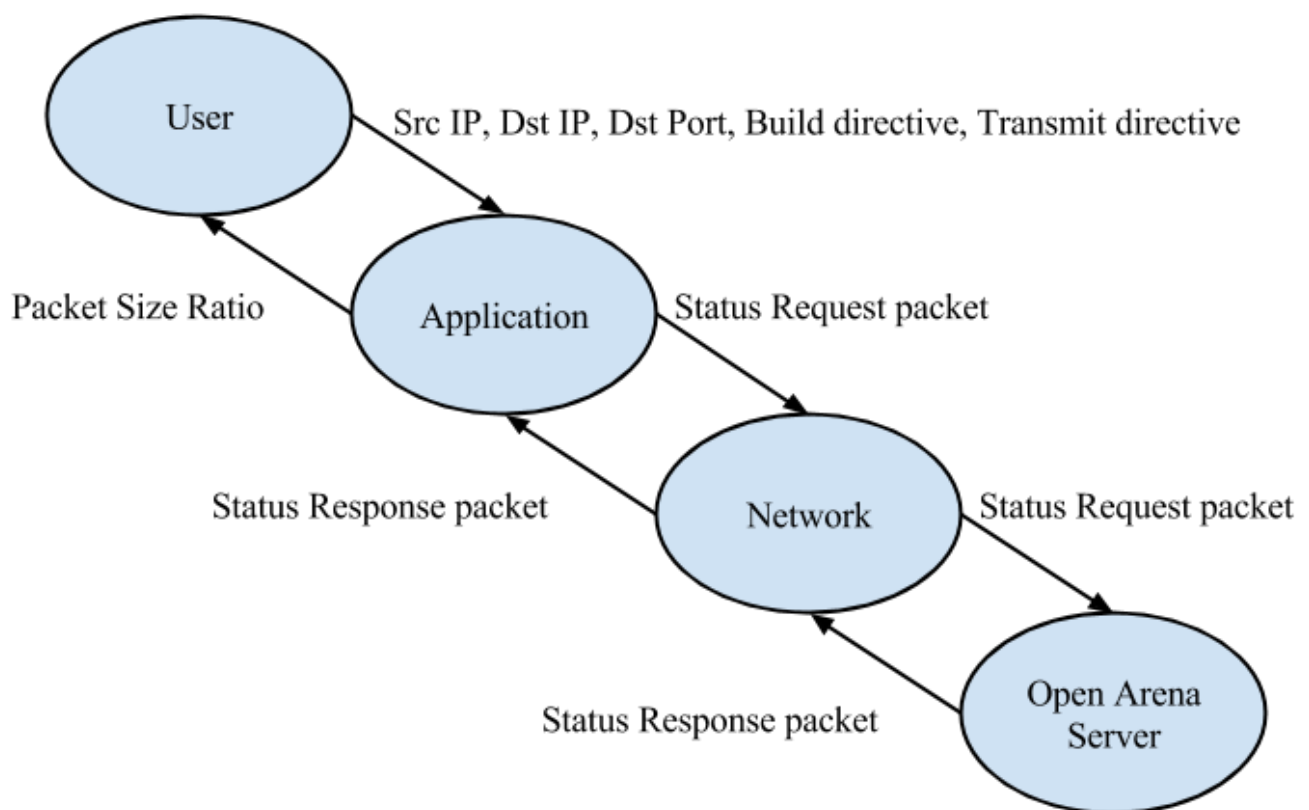 User
Src IP, Dst IP, Dst Port, Build directive, Transmit directive
Packet Size Ratio
Application
Status Request packet
Status Response packet
Network
Status Request packet
Status Response packet
Open Arena
Server